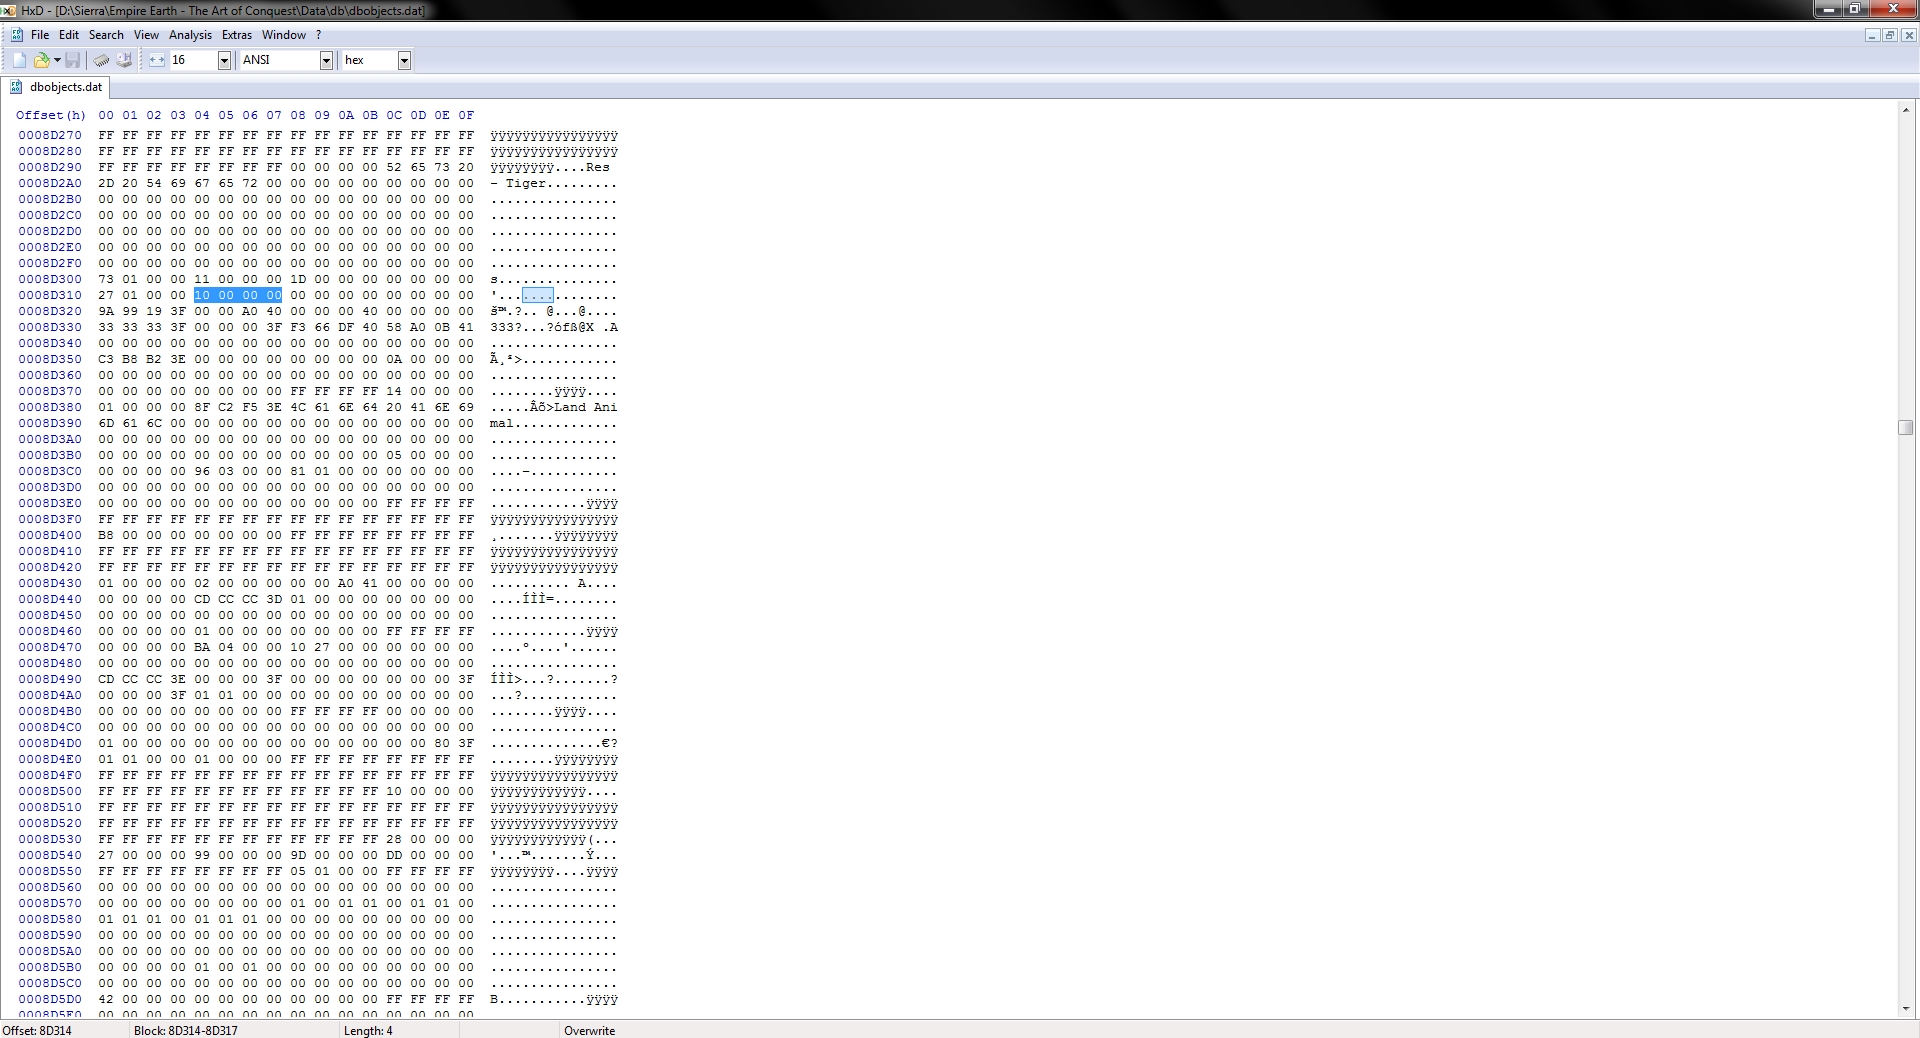 HxD - [D:\Sierra\Empire Earth - The Art of Conquest\Data\db\dbobjects.dat]
File Edit Search View Analysis Extras Window ?
16 ANSI hex
dbobjects.dat
Offset(h) 00 01 02 03 04 05 06 07 08 09 0A 0B 0C 0D 0E 0F
0008D270 FF FF FF FF FF FF FF FF FF FF FF FF FF FF FF FF ÿÿÿÿÿÿÿÿÿÿÿÿÿÿÿÿ
0008D280 FF FF FF FF FF FF FF FF FF FF FF FF FF FF FF FF ÿÿÿÿÿÿÿÿÿÿÿÿÿÿÿÿ
0008D290 FF FF FF FF FF FF FF FF 00 00 00 00 52 65 73 20 ÿÿÿÿÿÿÿÿ....Res
0008D2A0 2D 20 54 69 67 65 72 00 00 00 00 00 00 00 00 00 - Tiger.........
0008D2B0 00 00 00 00 00 00 00 00 00 00 00 00 00 00 00 00 ................
0008D2C0 00 00 00 00 00 00 00 00 00 00 00 00 00 00 00 00 ................
0008D2D0 00 00 00 00 00 00 00 00 00 00 00 00 00 00 00 00 ................
0008D2E0 00 00 00 00 00 00 00 00 00 00 00 00 00 00 00 00 ................
0008D2F0 00 00 00 00 00 00 00 00 00 00 00 00 00 00 00 00 ................
0008D300 73 01 00 00 11 00 00 00 1D 00 00 00 00 00 00 00 s...............
0008D310 27 01 00 00 10 00 00 00 00 00 00 00 00 00 00 00 '...............
0008D320 9A 99 19 3F 00 00 A0 40 00 00 00 40 00 00 00 00 š™.?.. @...@....
0008D330 33 33 33 3F 00 00 00 3F F3 66 DF 40 58 A0 0B 41 333?...?ófß@X .A
0008D340 00 00 00 00 00 00 00 00 00 00 00 00 00 00 00 00 ................
0008D350 C3 B8 B2 3E 00 00 00 00 00 00 00 00 0A 00 00 00 Ã¸²>............
0008D360 00 00 00 00 00 00 00 00 00 00 00 00 00 00 00 00 ................
0008D370 00 00 00 00 00 00 00 00 FF FF FF FF 14 00 00 00 ........ÿÿÿÿ....
0008D380 01 00 00 00 8F C2 F5 3E 4C 61 6E 64 20 41 6E 69 .....Âõ>Land Ani
0008D390 6D 61 6C 00 00 00 00 00 00 00 00 00 00 00 00 00 mal.............
0008D3A0 00 00 00 00 00 00 00 00 00 00 00 00 00 00 00 00 ................
0008D3B0 00 00 00 00 00 00 00 00 00 00 00 00 05 00 00 00 ................
0008D3C0 00 00 00 00 96 03 00 00 81 01 00 00 00 00 00 00 ....–...........
0008D3D0 00 00 00 00 00 00 00 00 00 00 00 00 00 00 00 00 ................
0008D3E0 00 00 00 00 00 00 00 00 00 00 00 00 FF FF FF FF ............ÿÿÿÿ
0008D3F0 FF FF FF FF FF FF FF FF FF FF FF FF FF FF FF FF ÿÿÿÿÿÿÿÿÿÿÿÿÿÿÿÿ
0008D400 B8 00 00 00 00 00 00 00 FF FF FF FF FF FF FF FF ¸.......ÿÿÿÿÿÿÿÿ
0008D410 FF FF FF FF FF FF FF FF FF FF FF FF FF FF FF FF ÿÿÿÿÿÿÿÿÿÿÿÿÿÿÿÿ
0008D420 FF FF FF FF FF FF FF FF FF FF FF FF FF FF FF FF ÿÿÿÿÿÿÿÿÿÿÿÿÿÿÿÿ
0008D430 01 00 00 00 02 00 00 00 00 00 A0 41 00 00 00 00 .......... A....
0008D440 00 00 00 00 CD CC CC 3D 01 00 00 00 00 00 00 00 ....ÍÌÌ=........
0008D450 00 00 00 00 00 00 00 00 00 00 00 00 00 00 00 00 ................
0008D460 00 00 00 00 01 00 00 00 00 00 00 00 FF FF FF FF ............ÿÿÿÿ
0008D470 00 00 00 00 BA 04 00 00 10 27 00 00 00 00 00 00 ....º....'......
0008D480 00 00 00 00 00 00 00 00 00 00 00 00 00 00 00 00 ................
0008D490 CD CC CC 3E 00 00 00 3F 00 00 00 00 00 00 00 3F ÍÌÌ>...?.......?
0008D4A0 00 00 00 3F 01 01 00 00 00 00 00 00 00 00 00 00 ...?............
0008D4B0 00 00 00 00 00 00 00 00 FF FF FF FF 00 00 00 00 ........ÿÿÿÿ....
0008D4C0 00 00 00 00 00 00 00 00 00 00 00 00 00 00 00 00 ................
0008D4D0 01 00 00 00 00 00 00 00 00 00 00 00 00 00 80 3F ..............€?
0008D4E0 01 01 00 00 01 00 00 00 FF FF FF FF FF FF FF FF ........ÿÿÿÿÿÿÿÿ
0008D4F0 FF FF FF FF FF FF FF FF FF FF FF FF FF FF FF FF ÿÿÿÿÿÿÿÿÿÿÿÿÿÿÿÿ
0008D500 FF FF FF FF FF FF FF FF FF FF FF FF 10 00 00 00 ÿÿÿÿÿÿÿÿÿÿÿÿ....
0008D510 FF FF FF FF FF FF FF FF FF FF FF FF FF FF FF FF ÿÿÿÿÿÿÿÿÿÿÿÿÿÿÿÿ
0008D520 FF FF FF FF FF FF FF FF FF FF FF FF FF FF FF FF ÿÿÿÿÿÿÿÿÿÿÿÿÿÿÿÿ
0008D530 FF FF FF FF FF FF FF FF FF FF FF FF 28 00 00 00 ÿÿÿÿÿÿÿÿÿÿÿÿ(...
0008D540 27 00 00 00 99 00 00 00 9D 00 00 00 DD 00 00 00 '...™.......Ý...
0008D550 FF FF FF FF FF FF FF FF 05 01 00 00 FF FF FF FF ÿÿÿÿÿÿÿÿ....ÿÿÿÿ
0008D560 00 00 00 00 00 00 00 00 00 00 00 00 00 00 00 00 ................
0008D570 00 00 00 00 00 00 00 00 01 00 01 01 00 01 01 00 ................
0008D580 01 01 01 00 01 01 01 00 00 00 00 00 00 00 00 00 ................
0008D590 00 00 00 00 00 00 00 00 00 00 00 00 00 00 00 00 ................
0008D5A0 00 00 00 00 00 00 00 00 00 00 00 00 00 00 00 00 ................
0008D5B0 00 00 00 00 01 00 01 00 00 00 00 00 00 00 00 00 ................
0008D5C0 00 00 00 00 00 00 00 00 00 00 00 00 00 00 00 00 ................
0008D5D0 42 00 00 00 00 00 00 00 00 00 00 00 FF FF FF FF B...........ÿÿÿÿ
0008D5E0 00 00 00 00 00 00 00 00 00 00 00 00 00 00 00 00
Offset: 8D314 Block: 8D314-8D317 Length: 4 Overwrite